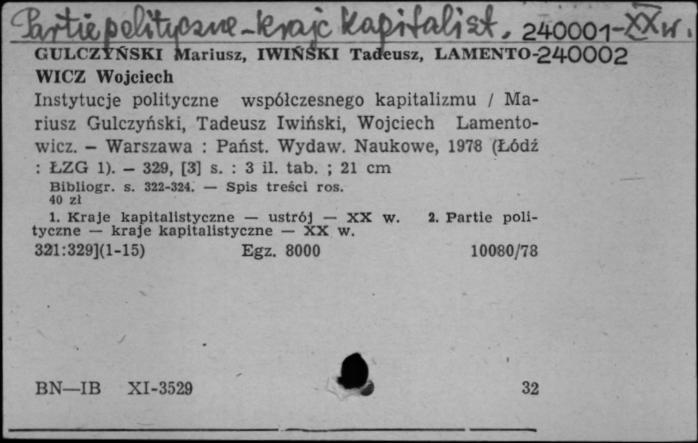 Partie polityczne - kraje kapitalist. 240001- XX w.
GULCZYŃSKI Mariusz, IWIŃSKI Tadeusz, LAMENTO-240002
WICZ Wojciech
Instytucje polityczne współczesnego kapitalizmu / Ma-
riusz Gulczyński, Tadeusz Iwiński, Wojciech Lamento-
wicz. — Warszawa : Państ. Wydaw. Naukowe, 1978 (Łódź
: ŁZG 1). — 329, [3] s. : 3 il. tab. ; 21 cm
Bibliogr. s. 322-324. — Spis treści ros.
40 zł
1. Kraje kapitalistyczne — ustrój — XX w. 2. Partie poli-
tyczne — kraje kapitalistyczne — XX w.
321:329](1-15) Egz. 8000 10080/78
BN—IB XI-3529 32